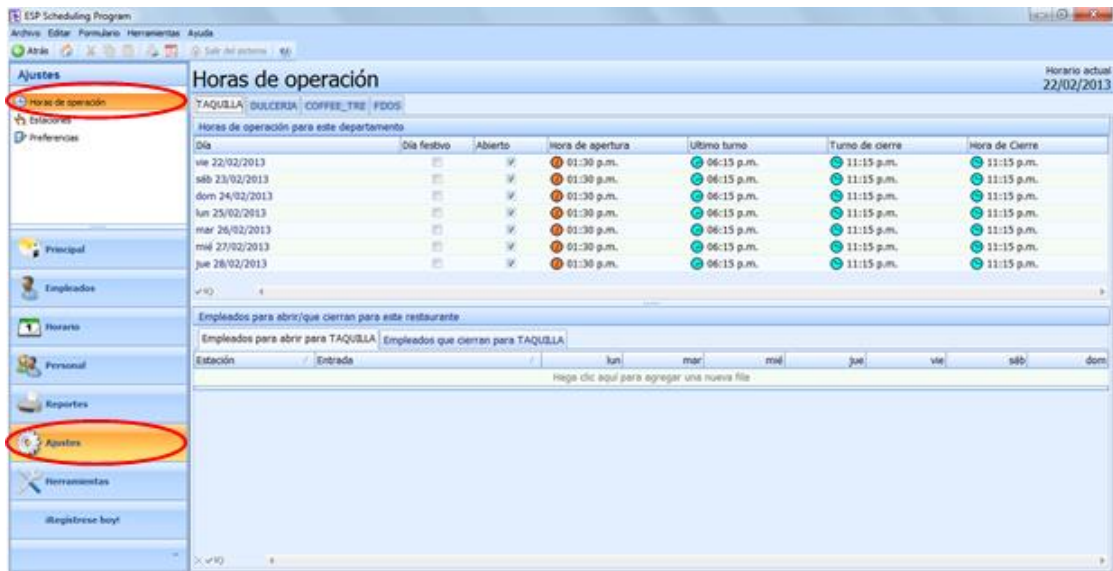 ESP Scheduling Program
Archivo Editar Formulario Herramientas Ayuda
Atrás Salir del sistema
Ajustes
Horas de operación
Estaciones
Preferencias
Principal
Empleados
Horario
Personal
Reportes
Ajustes
Herramientas
¡Regístrese hoy!
Horas de operación
Horario actual
22/02/2013
TAQUILLA DULCERIA COFFEE_TRE FDOS
Horas de operación para este departamento
Día Día festivo Abierto Hora de apertura Ultimo turno Turno de cierre Hora de Cierre
vie 22/02/2013 01:30 p.m. 06:15 p.m. 11:15 p.m. 11:15 p.m.
sáb 23/02/2013 01:30 p.m. 06:15 p.m. 11:15 p.m. 11:15 p.m.
dom 24/02/2013 01:30 p.m. 06:15 p.m. 11:15 p.m. 11:15 p.m.
lun 25/02/2013 01:30 p.m. 06:15 p.m. 11:15 p.m. 11:15 p.m.
mar 26/02/2013 01:30 p.m. 06:15 p.m. 11:15 p.m. 11:15 p.m.
mié 27/02/2013 01:30 p.m. 06:15 p.m. 11:15 p.m. 11:15 p.m.
jue 28/02/2013 01:30 p.m. 06:15 p.m. 11:15 p.m. 11:15 p.m.
Empleados para abrir/que cierran para este restaurante
Empleados para abrir para TAQUILLA Empleados que cierran para TAQUILLA
Estación Entrada lun mar mié jue vie sáb dom
Haga clic aquí para agregar una nueva fila